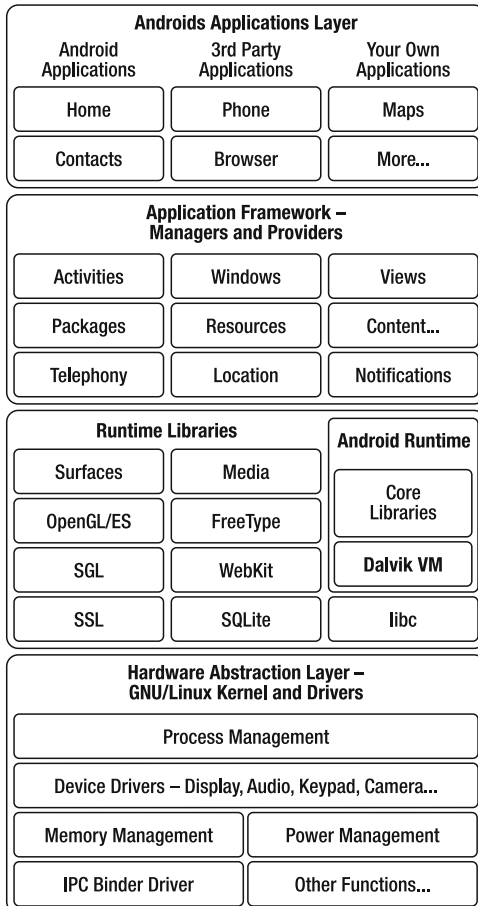 Androids Applications Layer
Android Applications
3rd Party Applications
Your Own Applications
Home
Phone
Maps
Contacts
Browser
More...
Application Framework –
Managers and Providers
Activities
Windows
Views
Packages
Resources
Content...
Telephony
Location
Notifications
Runtime Libraries
Android Runtime
Surfaces
Media
Core
Libraries
OpenGL/ES
FreeType
SGL
WebKit
Dalvik VM
SSL
SQLite
libc
Hardware Abstraction Layer –
GNU/Linux Kernel and Drivers
Process Management
Device Drivers – Display, Audio, Keypad, Camera...
Memory Management
Power Management
IPC Binder Driver
Other Functions...